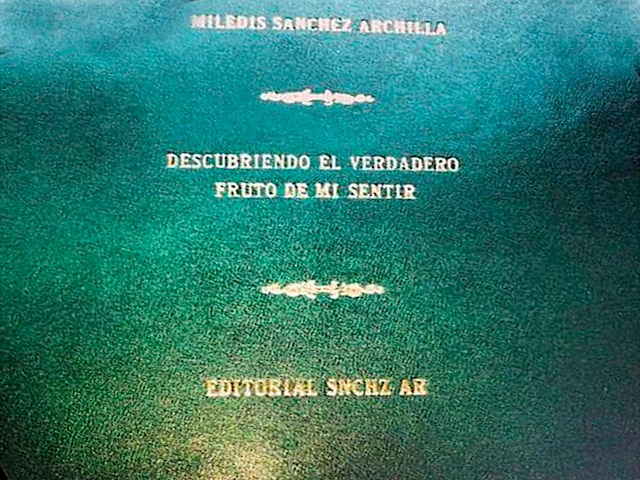 MILEDIS SANCHEZ ARCHILLA
DESCUBRIENDO EL VERDADERO
FRUTO DE MI SENTIR
EDITORIAL SNCHZ AR